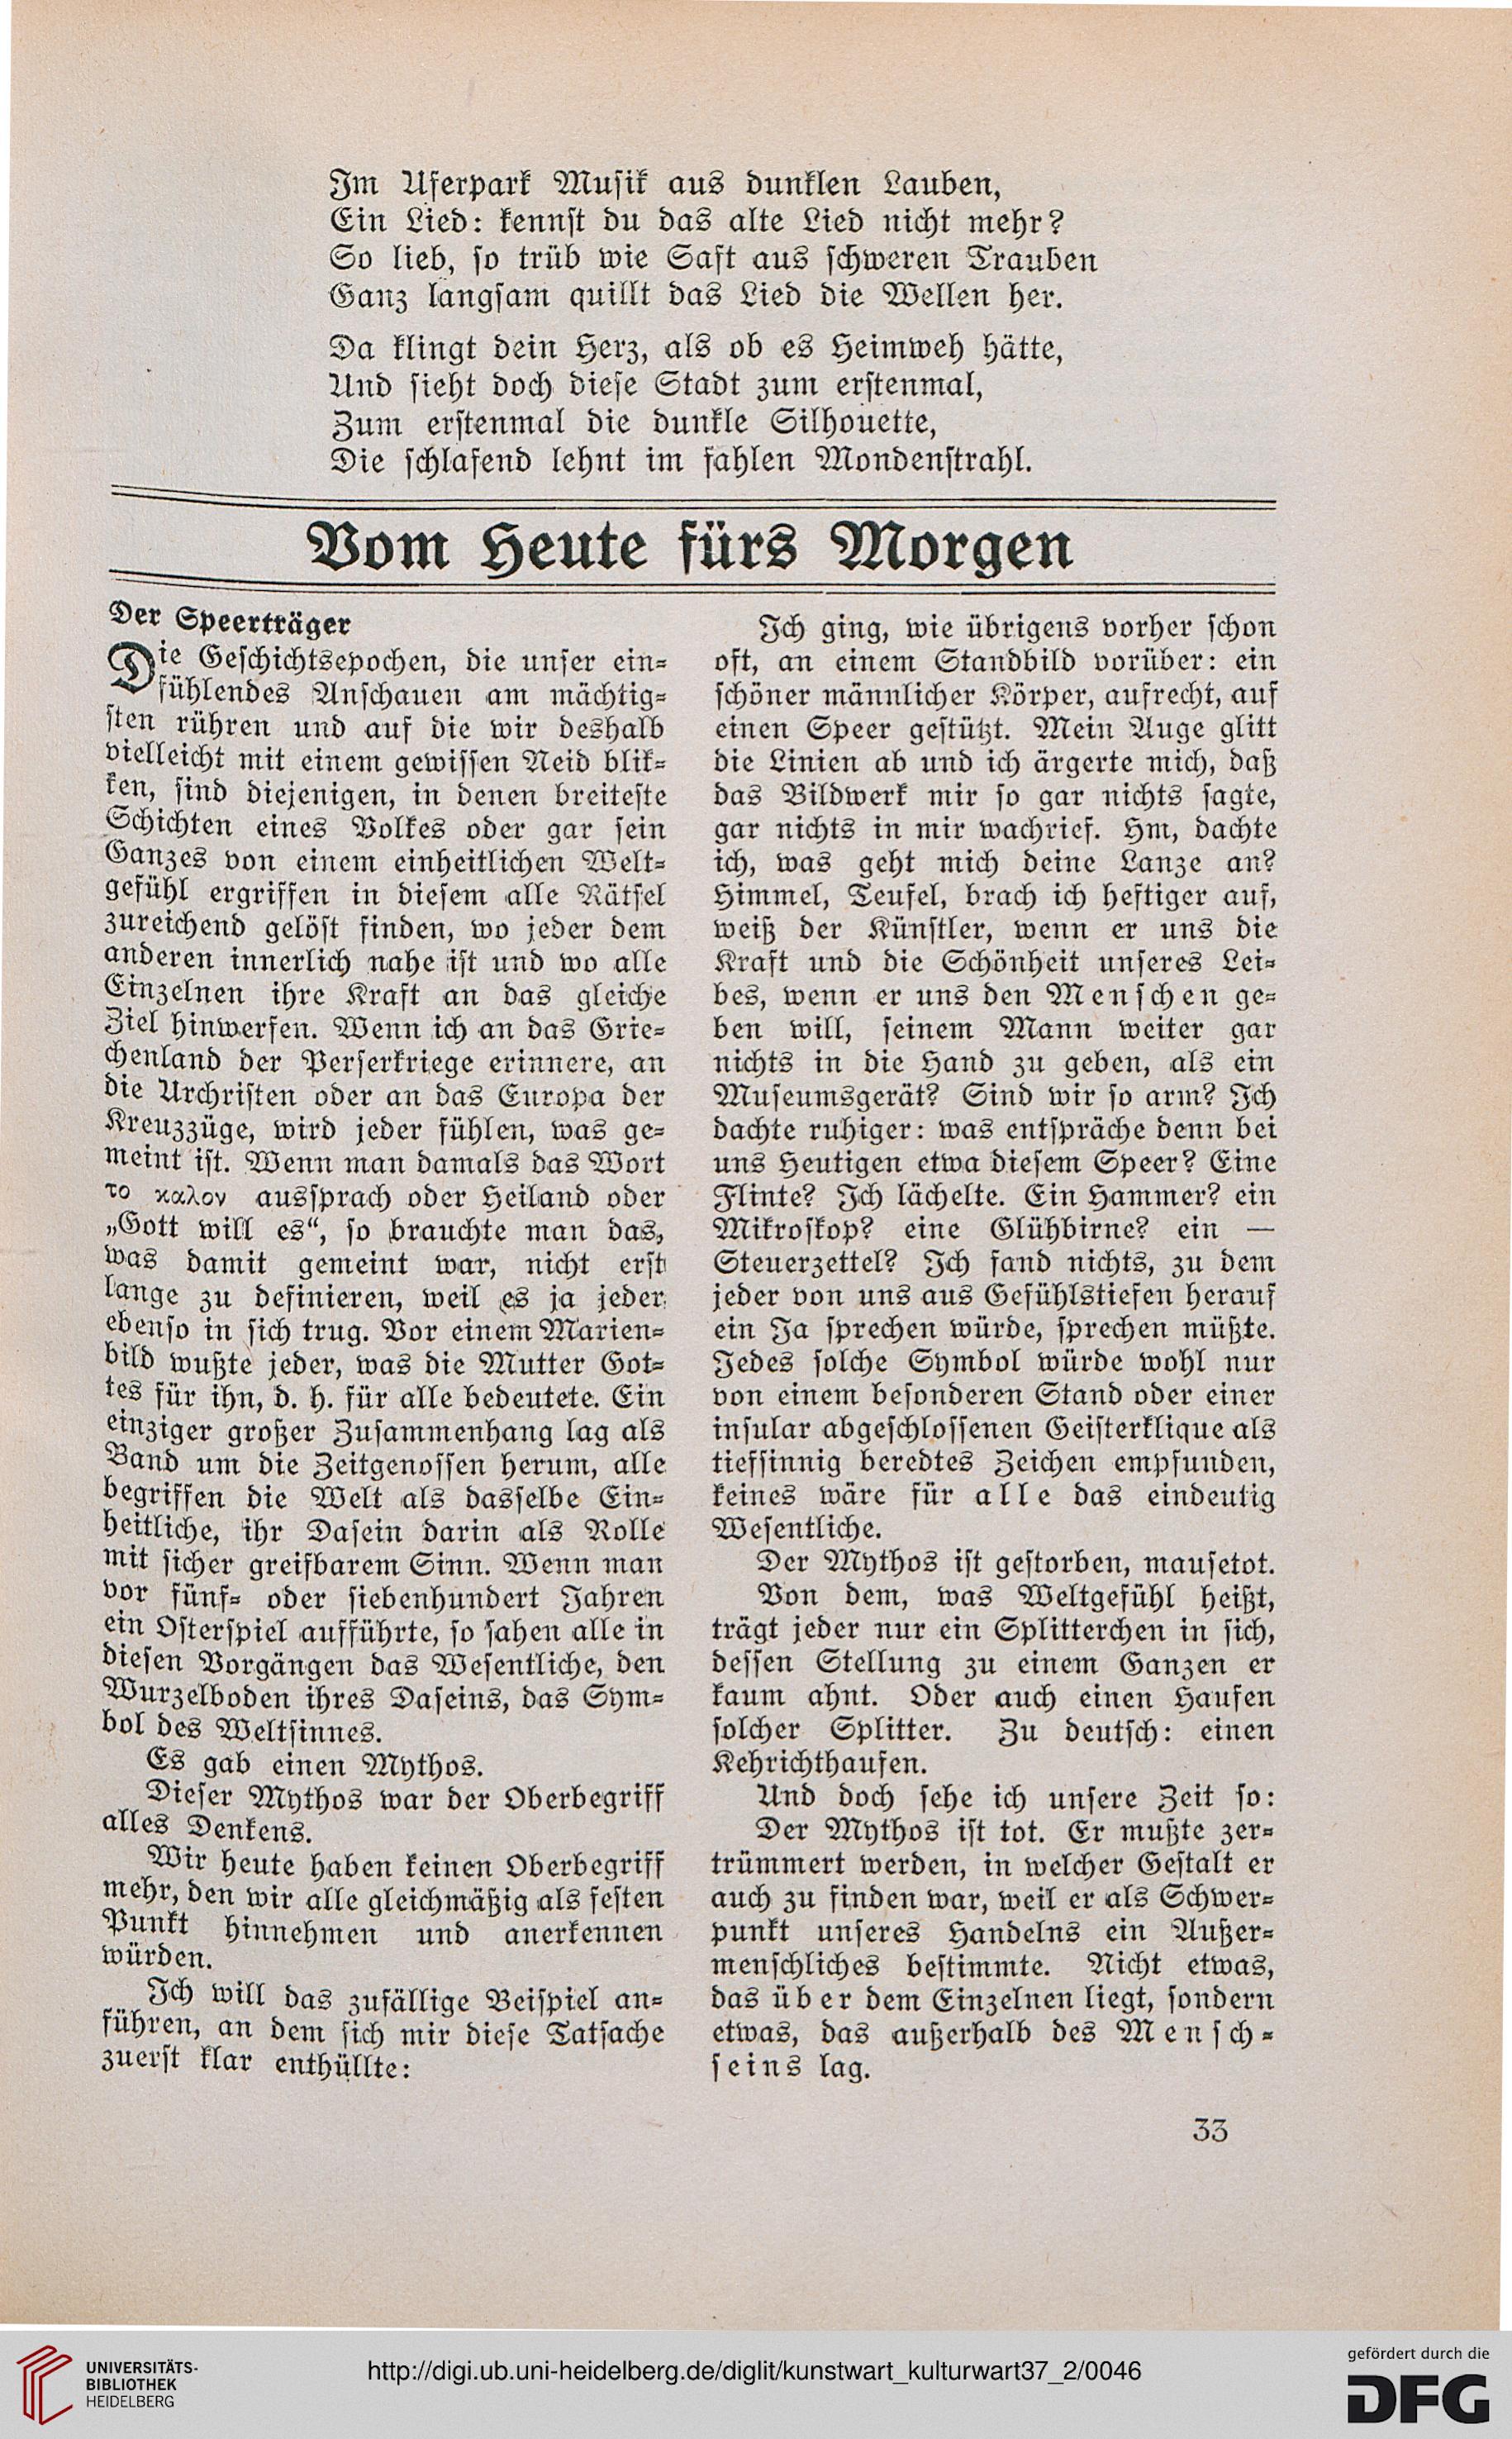 Im Uferpark Musik aus dunklen Lauben,
Ein Lied: kennst du das alte Lied nicht mehr?
So lieb, so trüb wie Saft aus schweren Trauben
Ganz langsam quillt das Lied die Wellen her.
Da klingt dein Herz, als ob es Heimweh hätte,
Und sieht doch diese Stadt zum erstenmal,
Zum erstenmal die dunkle Silhouette,
Die schlafend lehnt im fahlen Mondenstrahl.
Vom Heute fürs Morgen
Der Speerträger
Die Geschichtsepochen, die unser ein-
fühlendes Anschauen am mächtig-
sten rühren und auf die wir deshalb
vielleicht mit einem gewissen Neid blik-
ken, sind diejenigen, in denen breiteste
Schichten eines Volkes oder gar sein
Ganzes von einem einheitlichen Welt-
gefühl ergriffen in diesem alle Rätsel
zureichend gelöst finden, wo jeder dem
anderen innerlich nahe ist und wo alle
Einzelnen ihre Kraft an das gleiche
Ziel hinwerfen. Wenn ich an das Grie-
chenland der Perserkriege erinnere, an
die Urchristen oder an das Europa der
Kreuzzüge, wird jeder fühlen, was ge-
meint ist. Wenn man damals das Wort
το καλον aussprach oder Heiland oder
„Gott will es“, so brauchte man das,
was damit gemeint war, nicht erst
lange zu definieren, weil es ja jeder
ebenso in sich trug. Vor einem Marien-
bild wußte jeder, was die Mutter Got-
tes für ihn, d. h. für alle bedeutete. Ein
einziger großer Zusammenhang lag als
Band um die Zeitgenossen herum, alle
begriffen die Welt als dasselbe Ein-
heitliche, ihr Dasein darin als Rolle
mit sicher greifbarem Sinn. Wenn man
vor fünf- oder siebenhundert Jahren
ein Osterspiel aufführte, so sahen alle in
diesen Vorgängen das Wesentliche, den
Wurzelboden ihres Daseins, das Sym-
bol des Weltsinnes.
Es gab einen Mythos.
Dieser Mythos war der Oberbegriff
alles Denkens.
Wir heute haben keinen Oberbegriff
mehr, den wir alle gleichmäßig als festen
Punkt hinnehmen und anerkennen
würden.
Ich will das zufällige Beispiel an-
führen, an dem sich mir diese Tatsache
zuerst klar enthüllte:
Ich ging, wie übrigens vorher schon
oft, an einem Standbild vorüber: ein
schöner männlicher Körper, aufrecht, auf
einen Speer gestützt. Mein Auge glitt
die Linien ab und ich ärgerte mich, daß
das Bildwerk mir so gar nichts sagte,
gar nichts in mir wachrief. Hm, dachte
ich, was geht mich deine Lanze an?
Himmel, Teufel, brach ich heftiger auf,
weiß der Künstler, wenn er uns die
Kraft und die Schönheit unseres Lei-
bes, wenn er uns den Menschen ge-
ben will, seinem Mann weiter gar
nichts in die Hand zu geben, als ein
Museumsgerät? Sind wir so arm? Ich
dachte ruhiger: was entspräche denn bei
uns Heutigen etwa diesem Speer? Eine
Flinte? Ich lächelte. Ein Hammer? ein
Mikroskop? eine Glühbirne? ein —
Steuerzettel? Ich fand nichts, zu dem
jeder von uns aus Gefühlstiefen herauf
ein Ja sprechen würde, sprechen müßte.
Jedes solche Symbol würde wohl nur
von einem besonderen Stand oder einer
insular abgeschlossenen Geisterklique als
tiefsinnig beredtes Zeichen empfunden,
keines wäre für alle das eindeutig
Wesentliche.
Der Mythos ist gestorben, mausetot.
Von dem, was Weltgefühl heißt,
trägt jeder nur ein Splitterchen in sich,
dessen Stellung zu einem Ganzen er
kaum ahnt. Oder auch einen Haufen
solcher Splitter. Zu deutsch: einen
Kehrichthaufen.
Und doch sehe ich unsere Zeit so:
Der Mythos ist tot. Er mußte zer-
trümmert werden, in welcher Gestalt er
auch zu finden war, weil er als Schwer-
punkt unseres Handelns ein Außer-
menschliches bestimmte. Nicht etwas,
das über dem Einzelnen liegt, sondern
etwas, das außerhalb des Mensch-
seins lag.
33
UNIVERSITÄTS-
BIBLIOTHEK
HEIDELBERG
http://digi.ub.uni-heidelberg.de/diglit/kunstwart_kulturwart37_2/0046
gefördert durch die
DFG